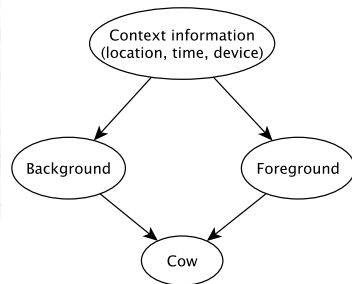 Context information
(location, time, device)
Background
Foreground
Cow